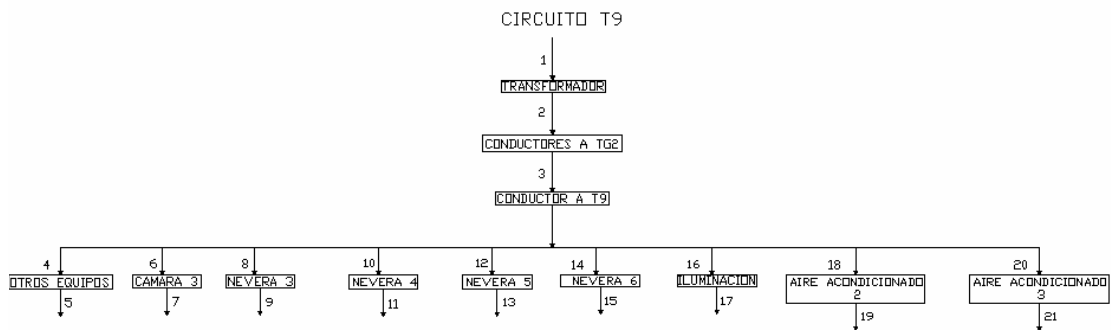 CIRCUITO T9
1
TRANSFORMADOR
2
CONDUCTORES A TG2
3
CONDUCTOR A T9
4 6 8 10 12 14 16 18 20
OTROS EQUIPOS CAMARA 3 NEVERA 3 NEVERA 4 NEVERA 5 NEVERA 6 ILUMINACION AIRE ACONDICIONADO 2 AIRE ACONDICIONADO 3
5 7 9 11 13 15 17 19 21